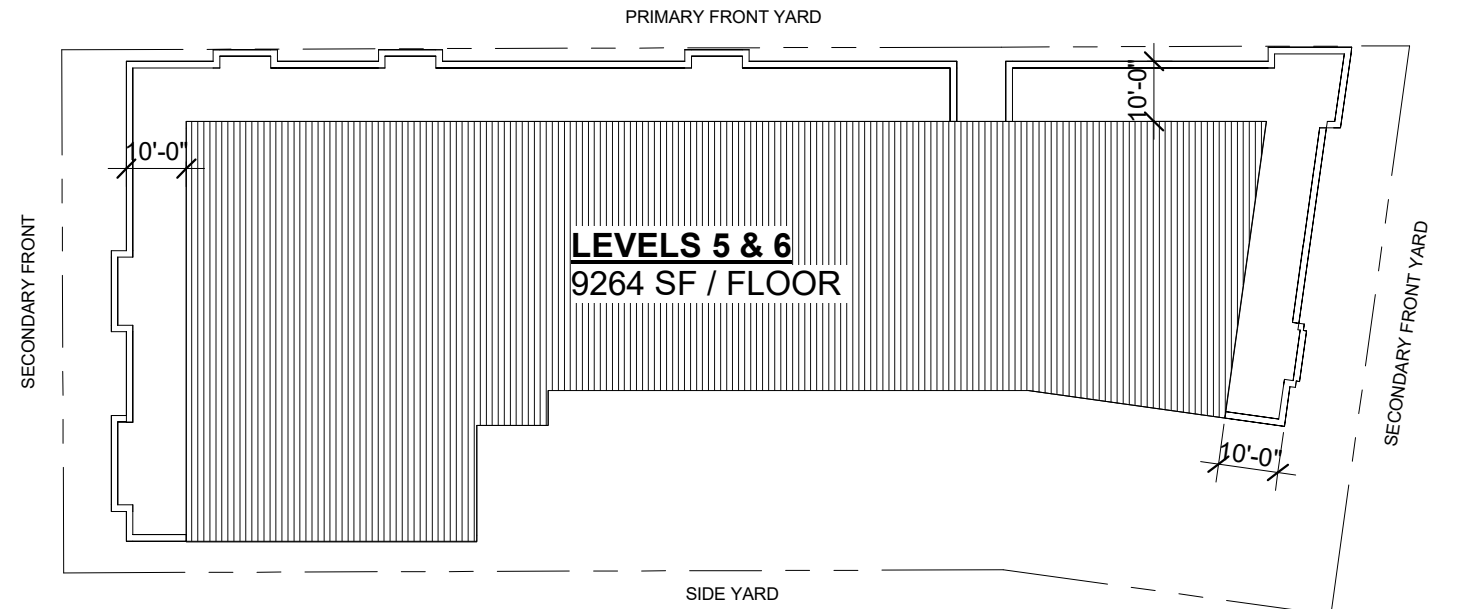 PRIMARY FRONT YARD
10'-0"
10'-0"
SECONDARY FRONT
LEVELS 5 & 6
9264 SF / FLOOR
SECONDARY FRONT YARD
10'-0"
SIDE YARD